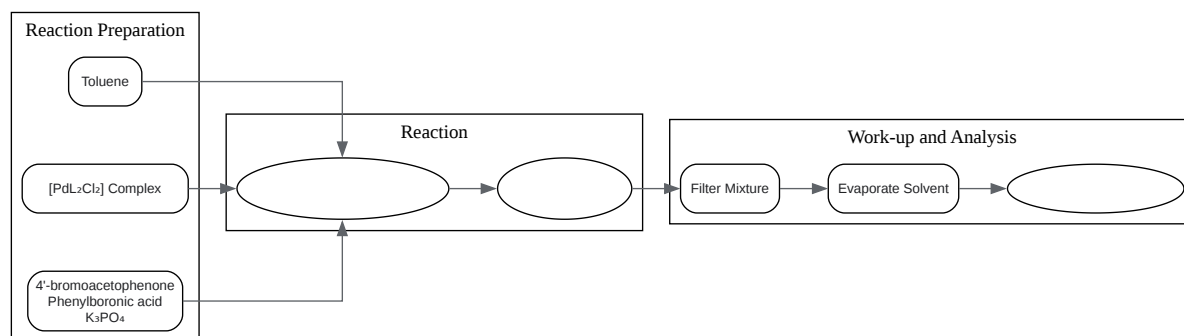 Reaction Preparation
Toluene
[PdL₂Cl₂] Complex
4'-bromoacetophenone
Phenylboronic acid
K₃PO₄
Reaction
Work-up and Analysis
Filter Mixture
Evaporate Solvent